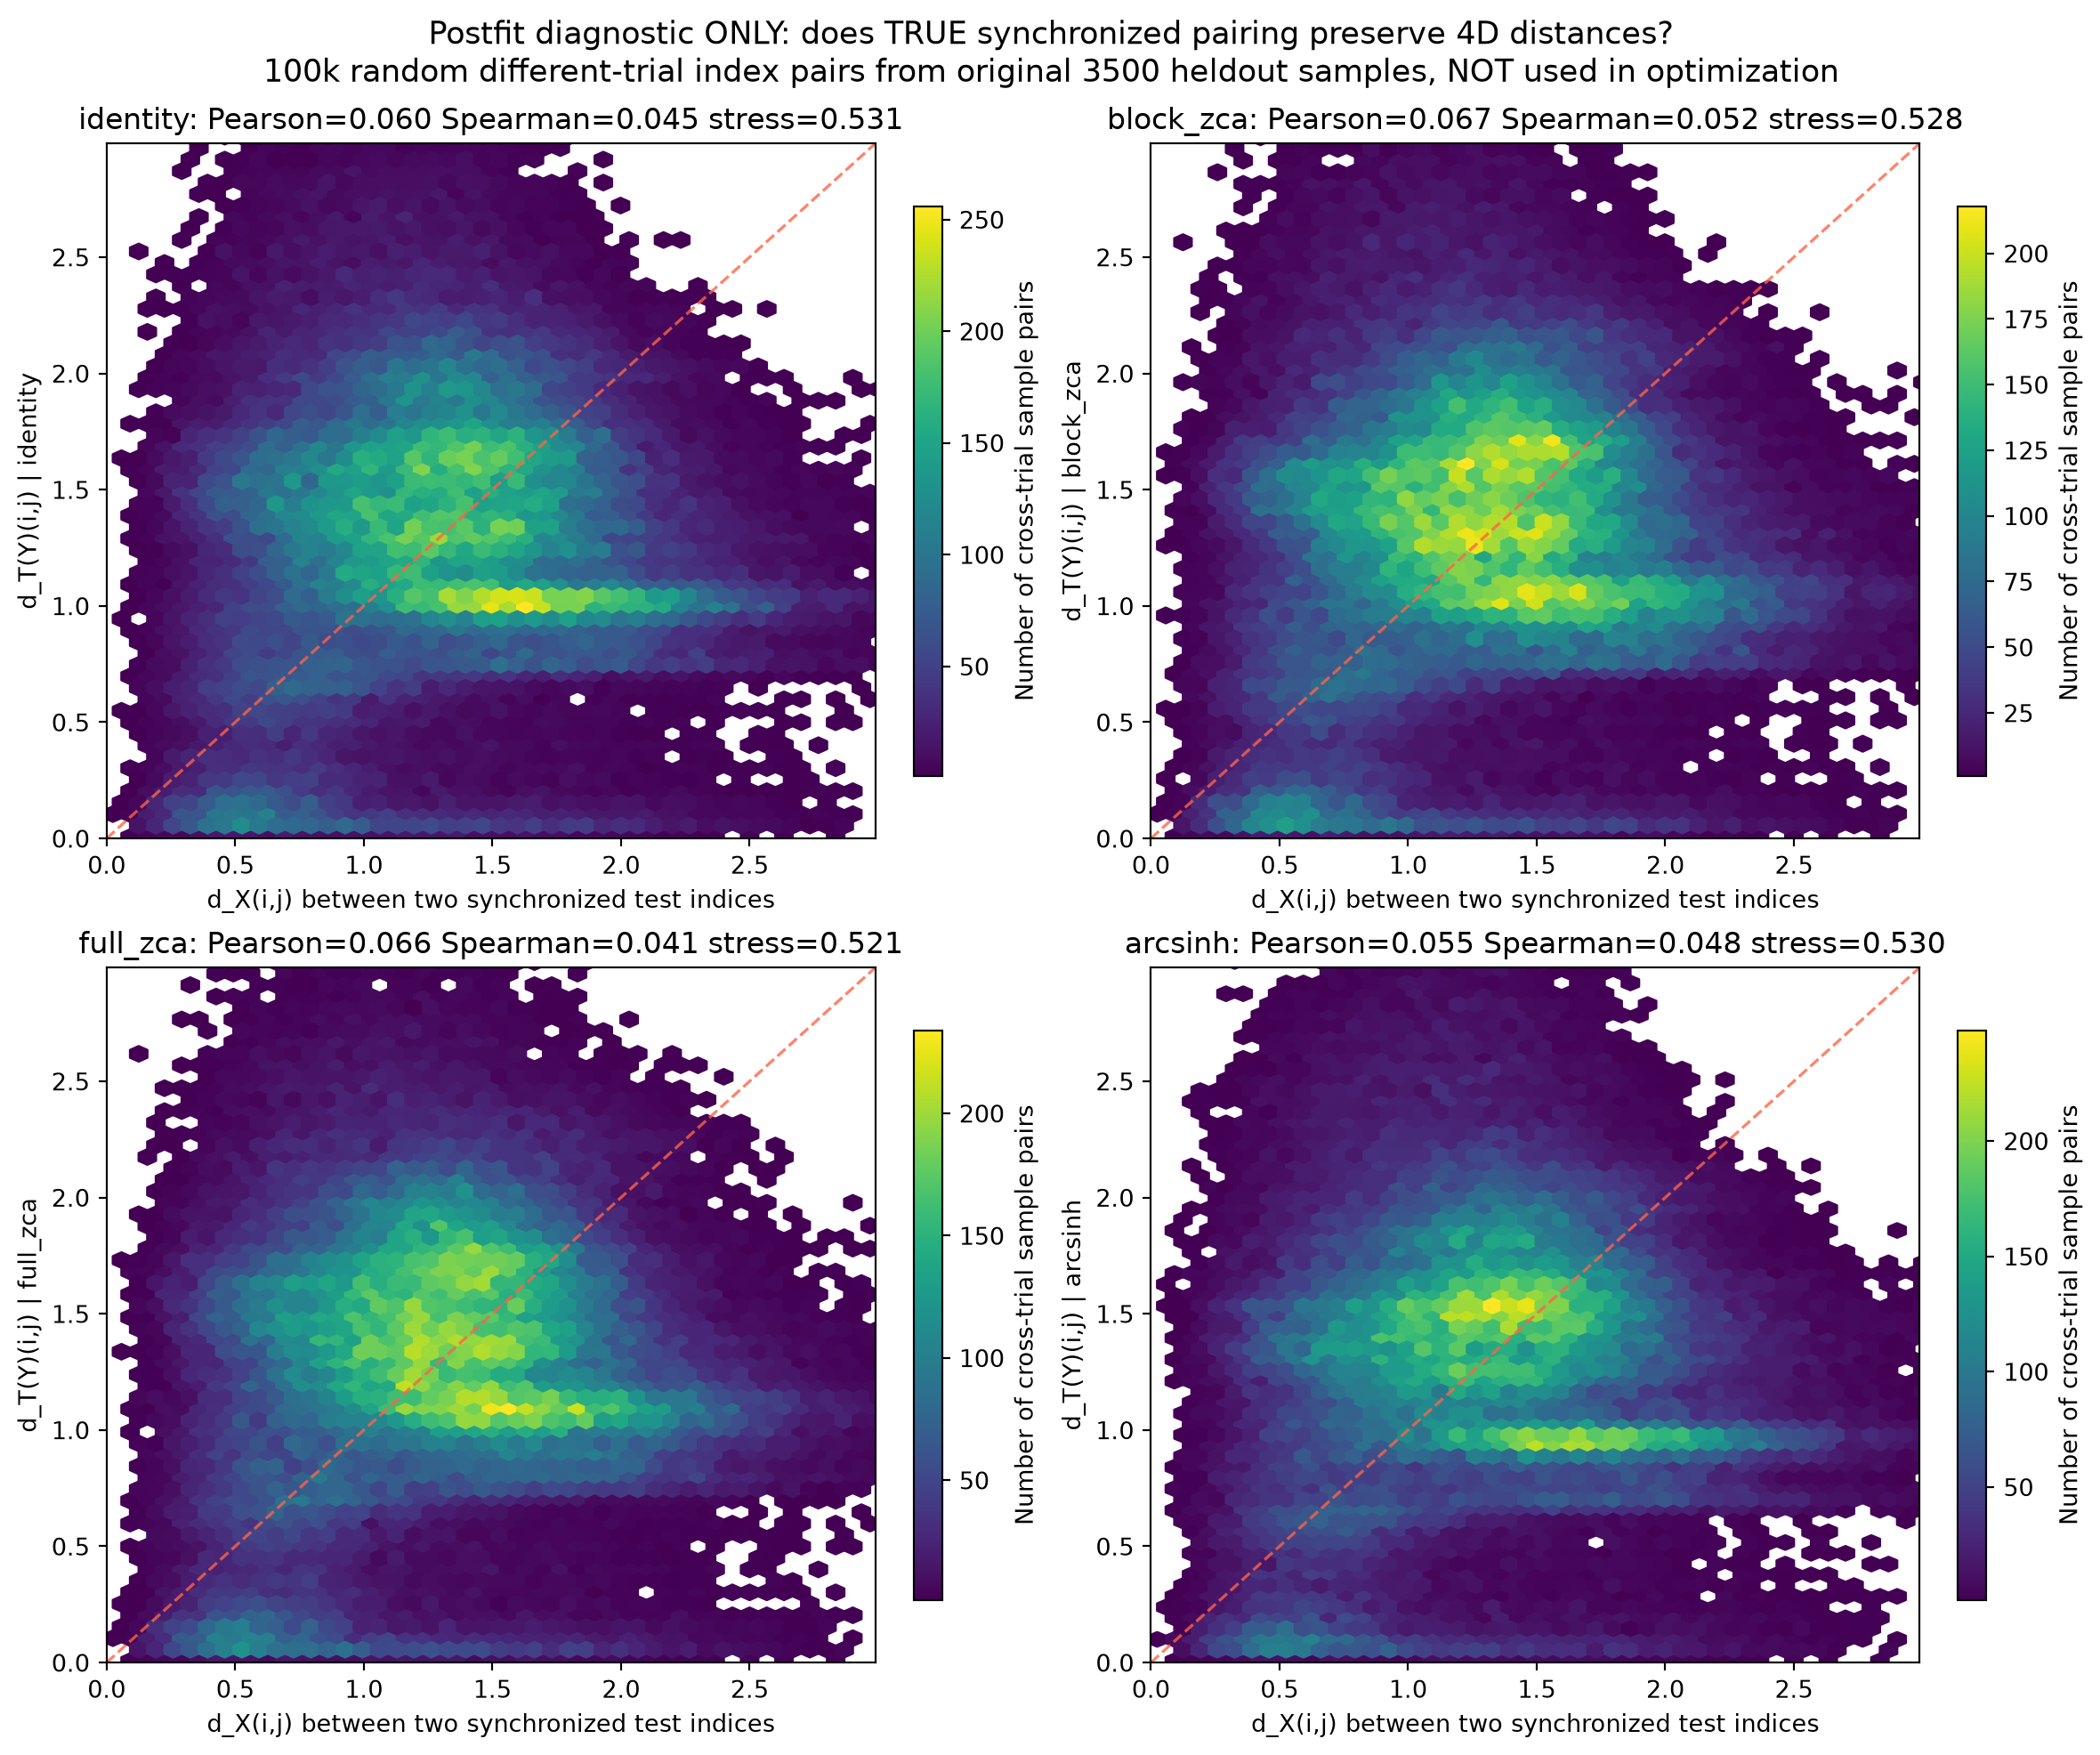 Postfit diagnostic ONLY: does TRUE synchronized pairing preserve 4D distances?
100k random different-trial index pairs from original 3500 heldout samples, NOT used in optimization
identity: Pearson=0.060 Spearman=0.045 stress=0.531
d_T(Y)(i,j) | identity
2.5
2.0
1.5
1.0
0.5
0.0
0.0 0.5 1.0 1.5 2.0 2.5
d_X(i,j) between two synchronized test indices
250
200
150
100
50
Number of cross-trial sample pairs
block_zca: Pearson=0.067 Spearman=0.052 stress=0.528
d_T(Y)(i,j) | block_zca
2.5
2.0
1.5
1.0
0.5
0.0
0.0 0.5 1.0 1.5 2.0 2.5
d_X(i,j) between two synchronized test indices
200
175
150
125
100
75
50
25
Number of cross-trial sample pairs
full_zca: Pearson=0.066 Spearman=0.041 stress=0.521
d_T(Y)(i,j) | full_zca
2.5
2.0
1.5
1.0
0.5
0.0
0.0 0.5 1.0 1.5 2.0 2.5
d_X(i,j) between two synchronized test indices
200
150
100
50
Number of cross-trial sample pairs
arcsinh: Pearson=0.055 Spearman=0.048 stress=0.530
d_T(Y)(i,j) | arcsinh
2.5
2.0
1.5
1.0
0.5
0.0
0.0 0.5 1.0 1.5 2.0 2.5
d_X(i,j) between two synchronized test indices
200
150
100
50
Number of cross-trial sample pairs